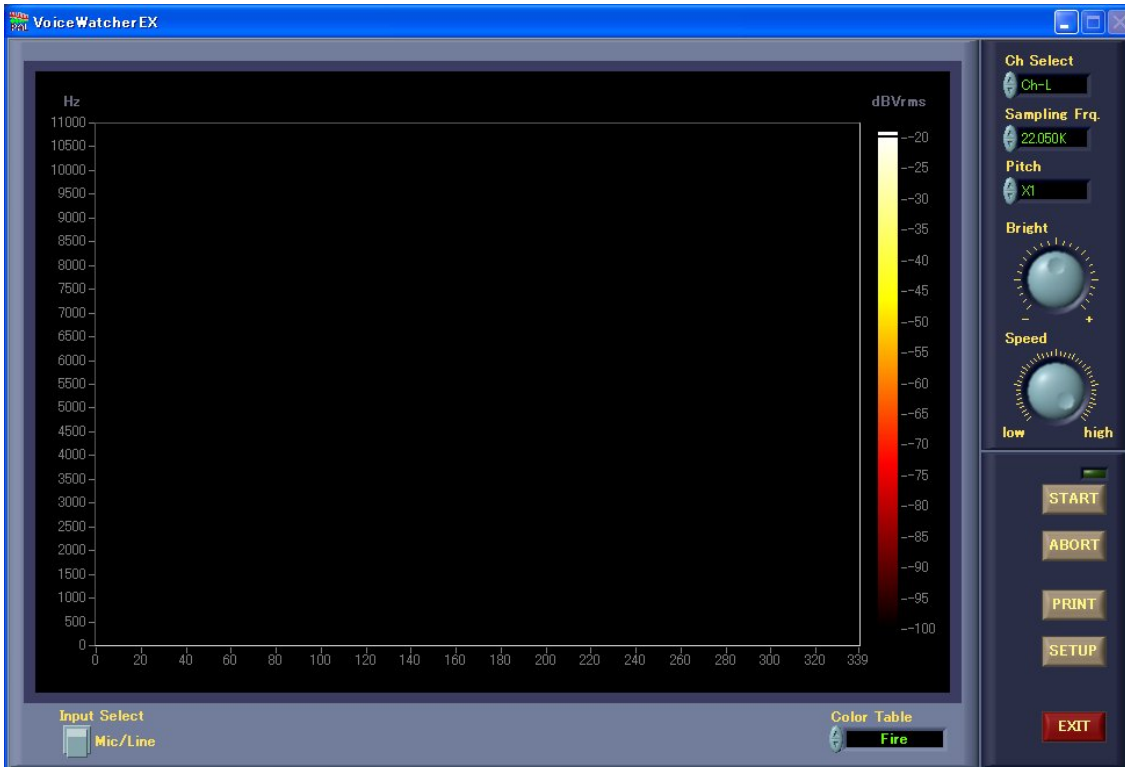 VoiceWatcherEX
Hz
dBVrms
11000
10500
10000
9500
9000
8500
8000
7500
7000
6500
6000
5500
5000
4500
4000
3500
3000
2500
2000
1500
1000
500
0
0 20 40 60 80 100 120 140 160 180 200 220 240 260 280 300 320 339
-20
-25
-30
-35
-40
-45
-50
-55
-60
-65
-70
-75
-80
-85
-90
-95
-100
Input Select
Mic/Line
Color Table
Fire
Ch Select
Ch-L
Sampling Frq.
22.050K
Pitch
X1
Bright
- +
Speed
low high
START
ABORT
PRINT
SETUP
EXIT